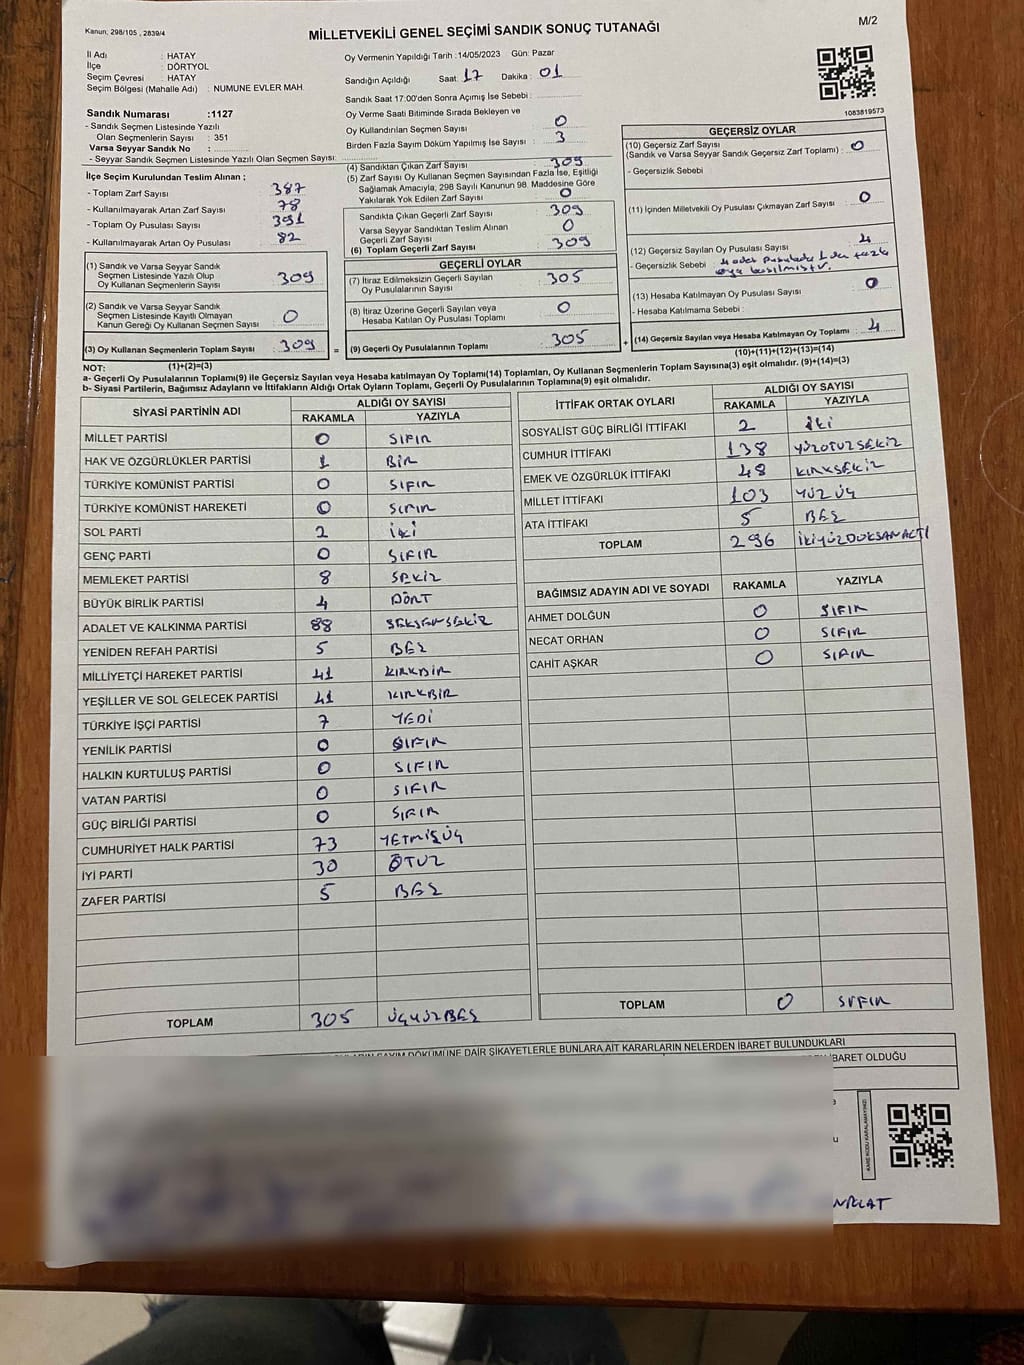 Kanun; 298/105 , 2839/4
MİLLETVEKİLİ GENEL SEÇİMİ SANDIK SONUÇ TUTANAĞI
M/2
İl Adı : HATAY
İlçe : DÖRTYOL
Seçim Çevresi : HATAY
Seçim Bölgesi (Mahalle Adı) : NUMUNE EVLER MAH.
Oy Vermenin Yapıldığı Tarih :14/05/2023 Gün: Pazar
Sandığın Açıldığı Saat: 17 Dakika : 01
Sandık Saat 17:00'den Sonra Açımış İse Sebebi :
Oy Verme Saati Bitiminde Sırada Bekleyen ve
Oy Kullandırılan Seçmen Sayısı : 0
Birden Fazla Sayım Döküm Yapılmış İse Sayısı : 3
1083819573
Sandık Numarası :1127
- Sandık Seçmen Listesinde Yazılı
Olan Seçmenlerin Sayısı : 351
Varsa Seyyar Sandık No :
- Seyyar Sandık Seçmen Listesinde Yazılı Olan Seçmen Sayısı:
İlçe Seçim Kurulundan Teslim Alınan ;
- Toplam Zarf Sayısı : 387
- Kullanılmayarak Artan Zarf Sayısı : 78
- Toplam Oy Pusulası Sayısı : 391
- Kullanılmayarak Artan Oy Pusulası : 82
(1) Sandık ve Varsa Seyyar Sandık
Seçmen Listesinde Yazılı Olup
Oy Kullanan Seçmenlerin Sayısı : 309
(2) Sandık ve Varsa Seyyar Sandık
Seçmen Listesinde Kayıtlı Olmayan
Kanun Gereği Oy Kullanan Seçmen Sayısı : 0
(3) Oy Kullanan Seçmenlerin Toplam Sayısı : 309
(4) Sandıktan Çıkan Zarf Sayısı : 309
(5) Zarf Sayısı Oy Kullanan Seçmen Sayısından Fazla İse, Eşitliği
Sağlamak Amacıyla, 298 Sayılı Kanunun 98. Maddesine Göre
Yakılarak Yok Edilen Zarf Sayısı : 0
Sandıkta Çıkan Geçerli Zarf Sayısı : 309
Varsa Seyyar Sandıktan Teslim Alınan
Geçerli Zarf Sayısı : 0
(6) Toplam Geçerli Zarf Sayısı : 309
GEÇERLİ OYLAR
(7) İtiraz Edilmeksizin Geçerli Sayılan
Oy Pusulalarının Sayısı : 305
(8) İtiraz Üzerine Geçerli Sayılan veya
Hesaba Katılan Oy Pusulası Toplamı : 0
= (9) Geçerli Oy Pusulalarının Toplamı : 305
GEÇERSİZ OYLAR
(10) Geçersiz Zarf Sayısı
(Sandık ve Varsa Seyyar Sandık Geçersiz Zarf Toplamı) : 0
- Geçersizlik Sebebi
(11) İçinden Milletvekili Oy Pusulası Çıkmayan Zarf Sayısı : 0
(12) Geçersiz Sayılan Oy Pusulası Sayısı : 4
- Geçersizlik Sebebi : 4 adet pusulada 1 den fazla
oya basılmıştır.
(13) Hesaba Katılmayan Oy Pusulası Sayısı : 0
- Hesaba Katılmama Sebebi :
+ (14) Geçersiz Sayılan veya Hesaba Katılmayan Oy Toplamı : 4
NOT: (1)+(2)=(3)
(10)+(11)+(12)+(13)=(14)
a- Geçerli Oy Pusulalarının Toplamı(9) ile Geçersiz Sayılan veya Hesaba katılmayan Oy Toplamı(14) Toplamları, Oy Kullanan Seçmenlerin Toplam Sayısına(3) eşit olmalıdır. (9)+(14)=(3)
b- Siyasi Partilerin, Bağımsız Adayların ve İttifakların Aldığı Ortak Oyların Toplamı, Geçerli Oy Pusulalarının Toplamına(9) eşit olmalıdır.
SİYASİ PARTİNİN ADI ALDIĞI OY SAYISI
RAKAMLA YAZIYLA
MİLLET PARTİSİ 0 SIFIR
HAK VE ÖZGÜRLÜKLER PARTİSİ 1 BİR
TÜRKİYE KOMÜNİST PARTİSİ 0 SIFIR
TÜRKİYE KOMÜNİST HAREKETİ 0 SIFIR
SOL PARTİ 2 İKİ
GENÇ PARTİ 0 SIFIR
MEMLEKET PARTİSİ 8 SEKİZ
BÜYÜK BİRLİK PARTİSİ 4 DÖRT
ADALET VE KALKINMA PARTİSİ 88 SEKSENSEKİZ
YENİDEN REFAH PARTİSİ 5 BEŞ
MİLLİYETÇİ HAREKET PARTİSİ 41 KIRKBİR
YEŞİLLER VE SOL GELECEK PARTİSİ 41 KIRKBİR
TÜRKİYE İŞÇİ PARTİSİ 7 YEDİ
YENİLİK PARTİSİ 0 SIFIR
HALKIN KURTULUŞ PARTİSİ 0 SIFIR
VATAN PARTİSİ 0 SIFIR
GÜÇ BİRLİĞİ PARTİSİ 0 SIFIR
CUMHURİYET HALK PARTİSİ 73 YETMİŞÜÇ
İYİ PARTİ 30 OTUZ
ZAFER PARTİSİ 5 BEŞ
TOPLAM 305 ÜÇYÜZBEŞ
İTTİFAK ORTAK OYLARI ALDIĞI OY SAYISI
RAKAMLA YAZIYLA
SOSYALİST GÜÇ BİRLİĞİ İTTİFAKI 2 İKİ
CUMHUR İTTİFAKI 138 YÜZOTUZSEKİZ
EMEK VE ÖZGÜRLÜK İTTİFAKI 48 KIRKSEKİZ
MİLLET İTTİFAKI 103 YÜZ ÜÇ
ATA İTTİFAKI 5 BEŞ
TOPLAM 296 İKİYÜZDOKSANALTI
BAĞIMSIZ ADAYIN ADI VE SOYADI RAKAMLA YAZIYLA
AHMET DOLĞUN 0 SIFIR
NECAT ORHAN 0 SIFIR
CAHİT AŞKAR 0 SIFIR
TOPLAM 0 SIFIR
SAYIM DÖKÜMÜNE DAİR ŞİKAYETLERLE BUNLARA AİT KARARLARIN NELERDEN İBARET BULUNDUKLARI
İBARET OLDUĞU
KARE KODU KARALAMAYINIZ!